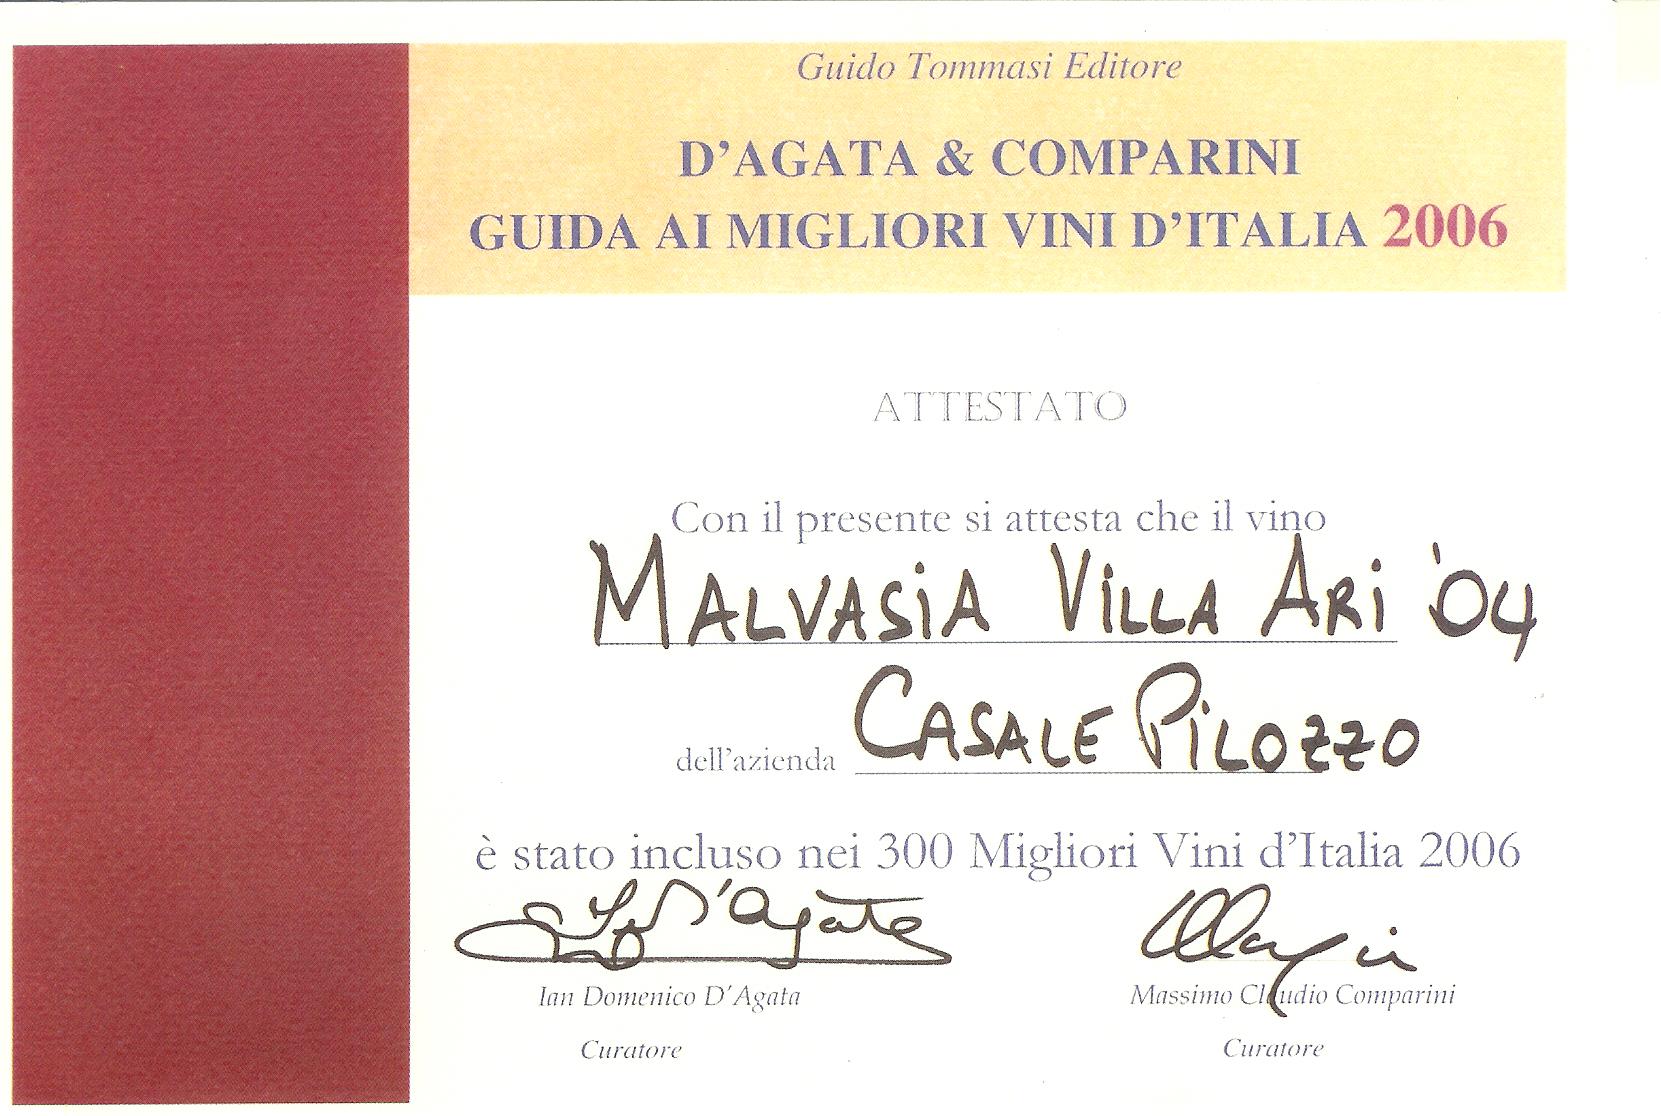 Guido Tommasi Editore
D'AGATA & COMPARINI
GUIDA AI MIGLIORI VINI D'ITALIA 2006
ATTESTATO
Con il presente si attesta che il vino
MALVASiA ViLLA ARi '04
dell'azienda CASALE PiLOZZO
è stato incluso nei 300 Migliori Vini d'Italia 2006
D'Agata
Ian Domenico D'Agata Massimo Claudio Comparini
Curatore Curatore